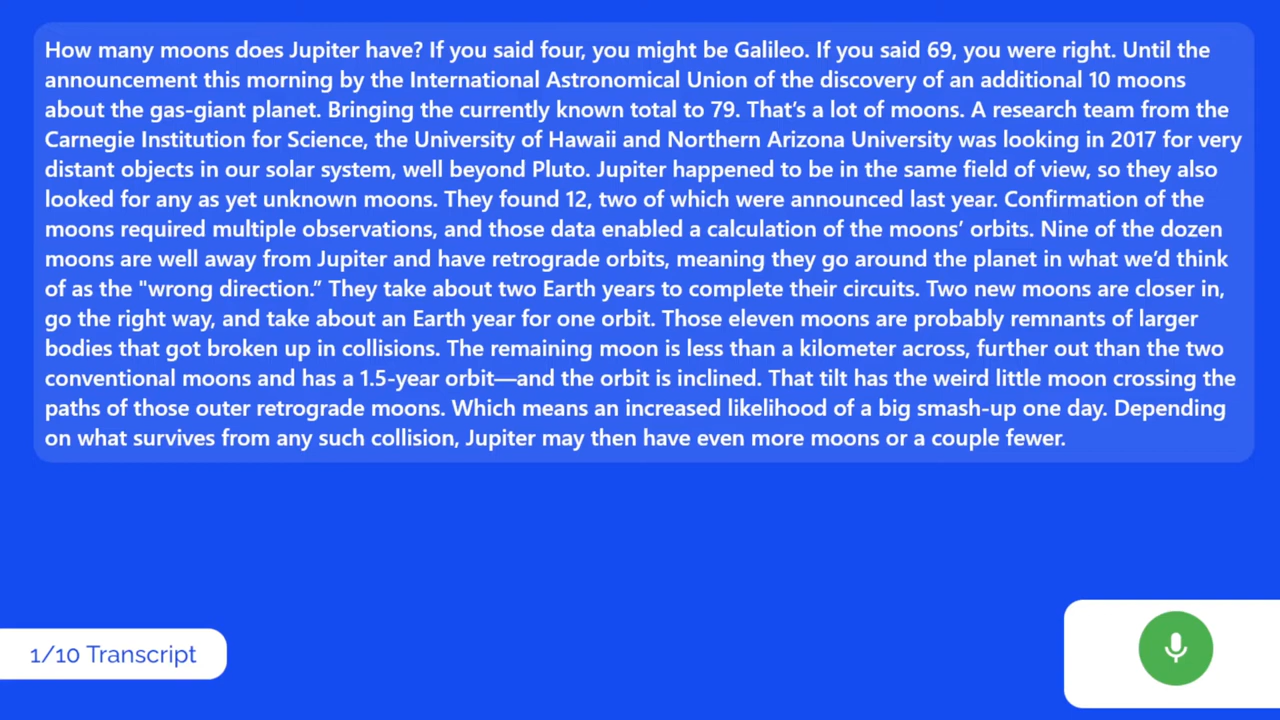 How many moons does Jupiter have? If you said four, you might be Galileo. If you said 69, you were right. Until the
announcement this morning by the International Astronomical Union of the discovery of an additional 10 moons
about the gas-giant planet. Bringing the currently known total to 79. That’s a lot of moons. A research team from the
Carnegie Institution for Science, the University of Hawaii and Northern Arizona University was looking in 2017 for very
distant objects in our solar system, well beyond Pluto. Jupiter happened to be in the same field of view, so they also
looked for any as yet unknown moons. They found 12, two of which were announced last year. Confirmation of the
moons required multiple observations, and those data enabled a calculation of the moons’ orbits. Nine of the dozen
moons are well away from Jupiter and have retrograde orbits, meaning they go around the planet in what we’d think
of as the "wrong direction.” They take about two Earth years to complete their circuits. Two new moons are closer in,
go the right way, and take about an Earth year for one orbit. Those eleven moons are probably remnants of larger
bodies that got broken up in collisions. The remaining moon is less than a kilometer across, further out than the two
conventional moons and has a 1.5-year orbit—and the orbit is inclined. That tilt has the weird little moon crossing the
paths of those outer retrograde moons. Which means an increased likelihood of a big smash-up one day. Depending
on what survives from any such collision, Jupiter may then have even more moons or a couple fewer.
1/10 Transcript